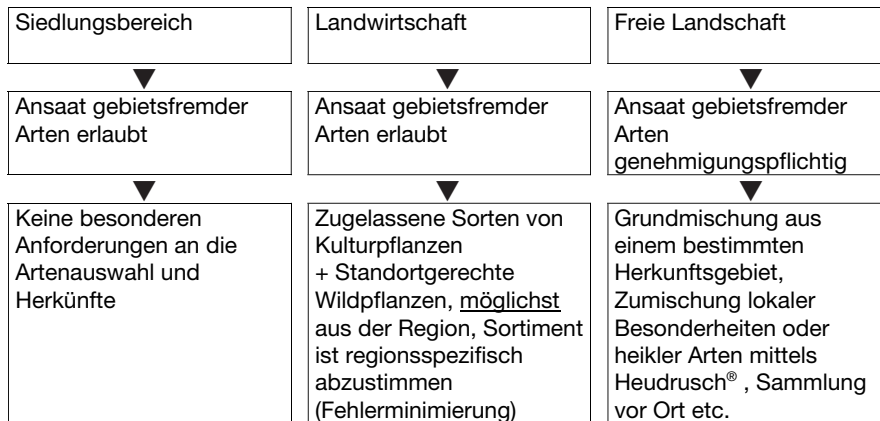 Siedlungsbereich
Ansaat gebietsfremder
Arten erlaubt
Keine besonderen
Anforderungen an die
Artenauswahl und
Herkünfte
Landwirtschaft
Ansaat gebietsfremder
Arten erlaubt
Zugelassene Sorten von
Kulturpflanzen
+ Standortgerechte
Wildpflanzen, möglichst
aus der Region, Sortiment
ist regionsspezifisch
abzustimmen
(Fehlerminimierung)
Freie Landschaft
Ansaat gebietsfremder
Arten
genehmigungspflichtig
Grundmischung aus
einem bestimmten
Herkunftsgebiet,
Zumischung lokaler
Besonderheiten oder
heikler Arten mittels
Heudrusch® , Sammlung
vor Ort etc.